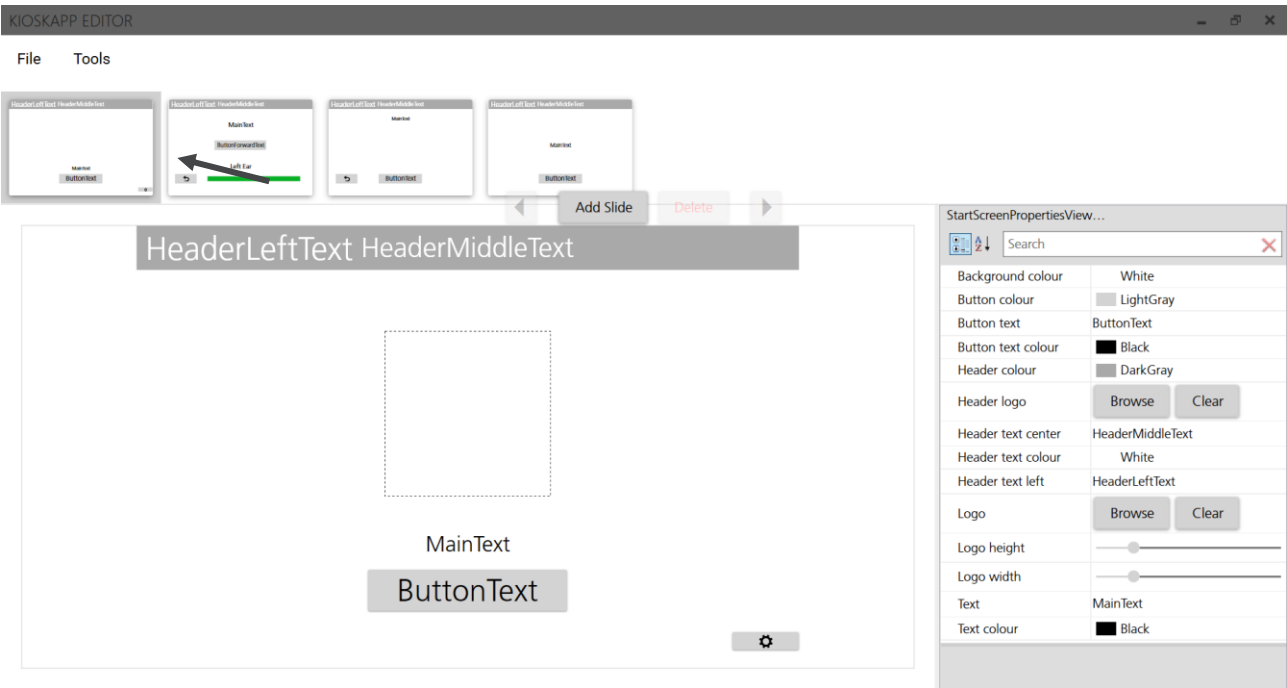 KIOSKAPP EDITOR
File Tools
HeaderLeftText HeaderMiddleText
MainText
ButtonText
HeaderLeftText HeaderMiddleText
MainText
ButtonForwardText
Left Ear
HeaderLeftText HeaderMiddleText
MainText
ButtonText
HeaderLeftText HeaderMiddleText
MainText
ButtonText
Add Slide Delete
HeaderLeftText HeaderMiddleText
MainText
ButtonText
StartScreenPropertiesView...
A Z Search
Background colour White
Button colour LightGray
Button text ButtonText
Button text colour Black
Header colour DarkGray
Header logo Browse Clear
Header text center HeaderMiddleText
Header text colour White
Header text left HeaderLeftText
Logo Browse Clear
Logo height
Logo width
Text MainText
Text colour Black